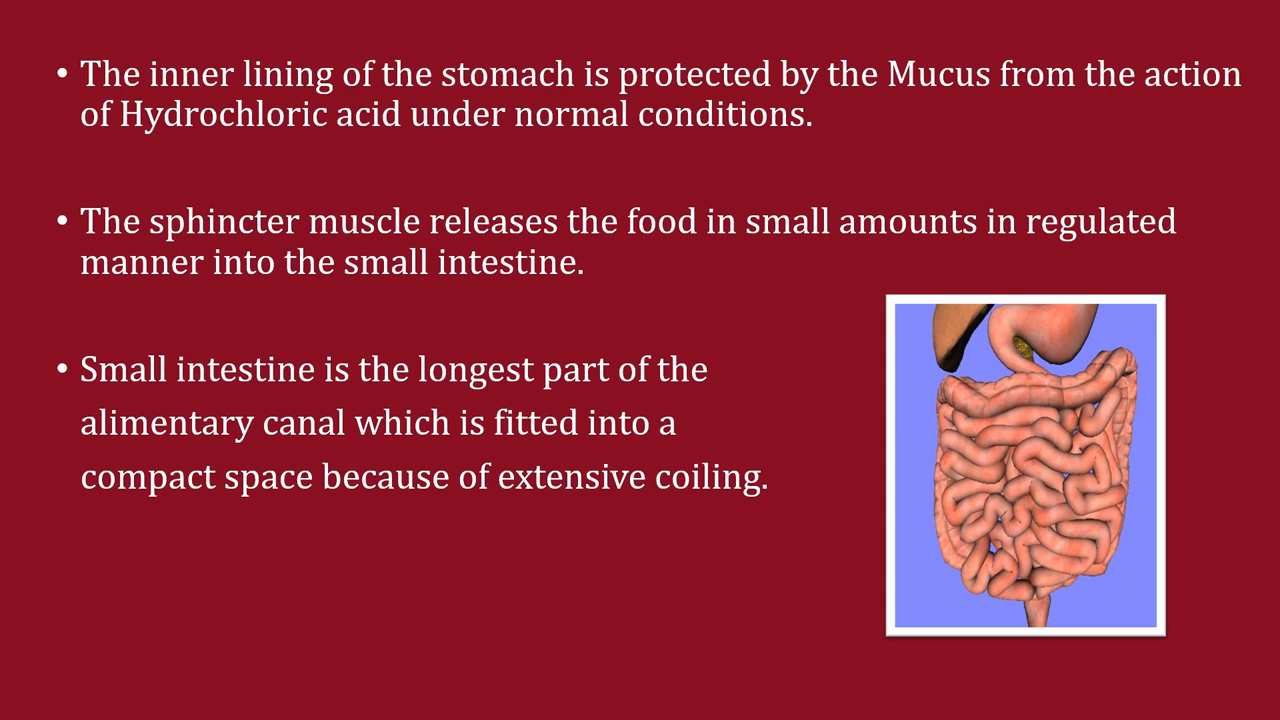 • The inner lining of the stomach is protected by the Mucus from the action
of Hydrochloric acid under normal conditions.
• The sphincter muscle releases the food in small amounts in regulated
manner into the small intestine.
• Small intestine is the longest part of the
alimentary canal which is fitted into a
compact space because of extensive coiling.